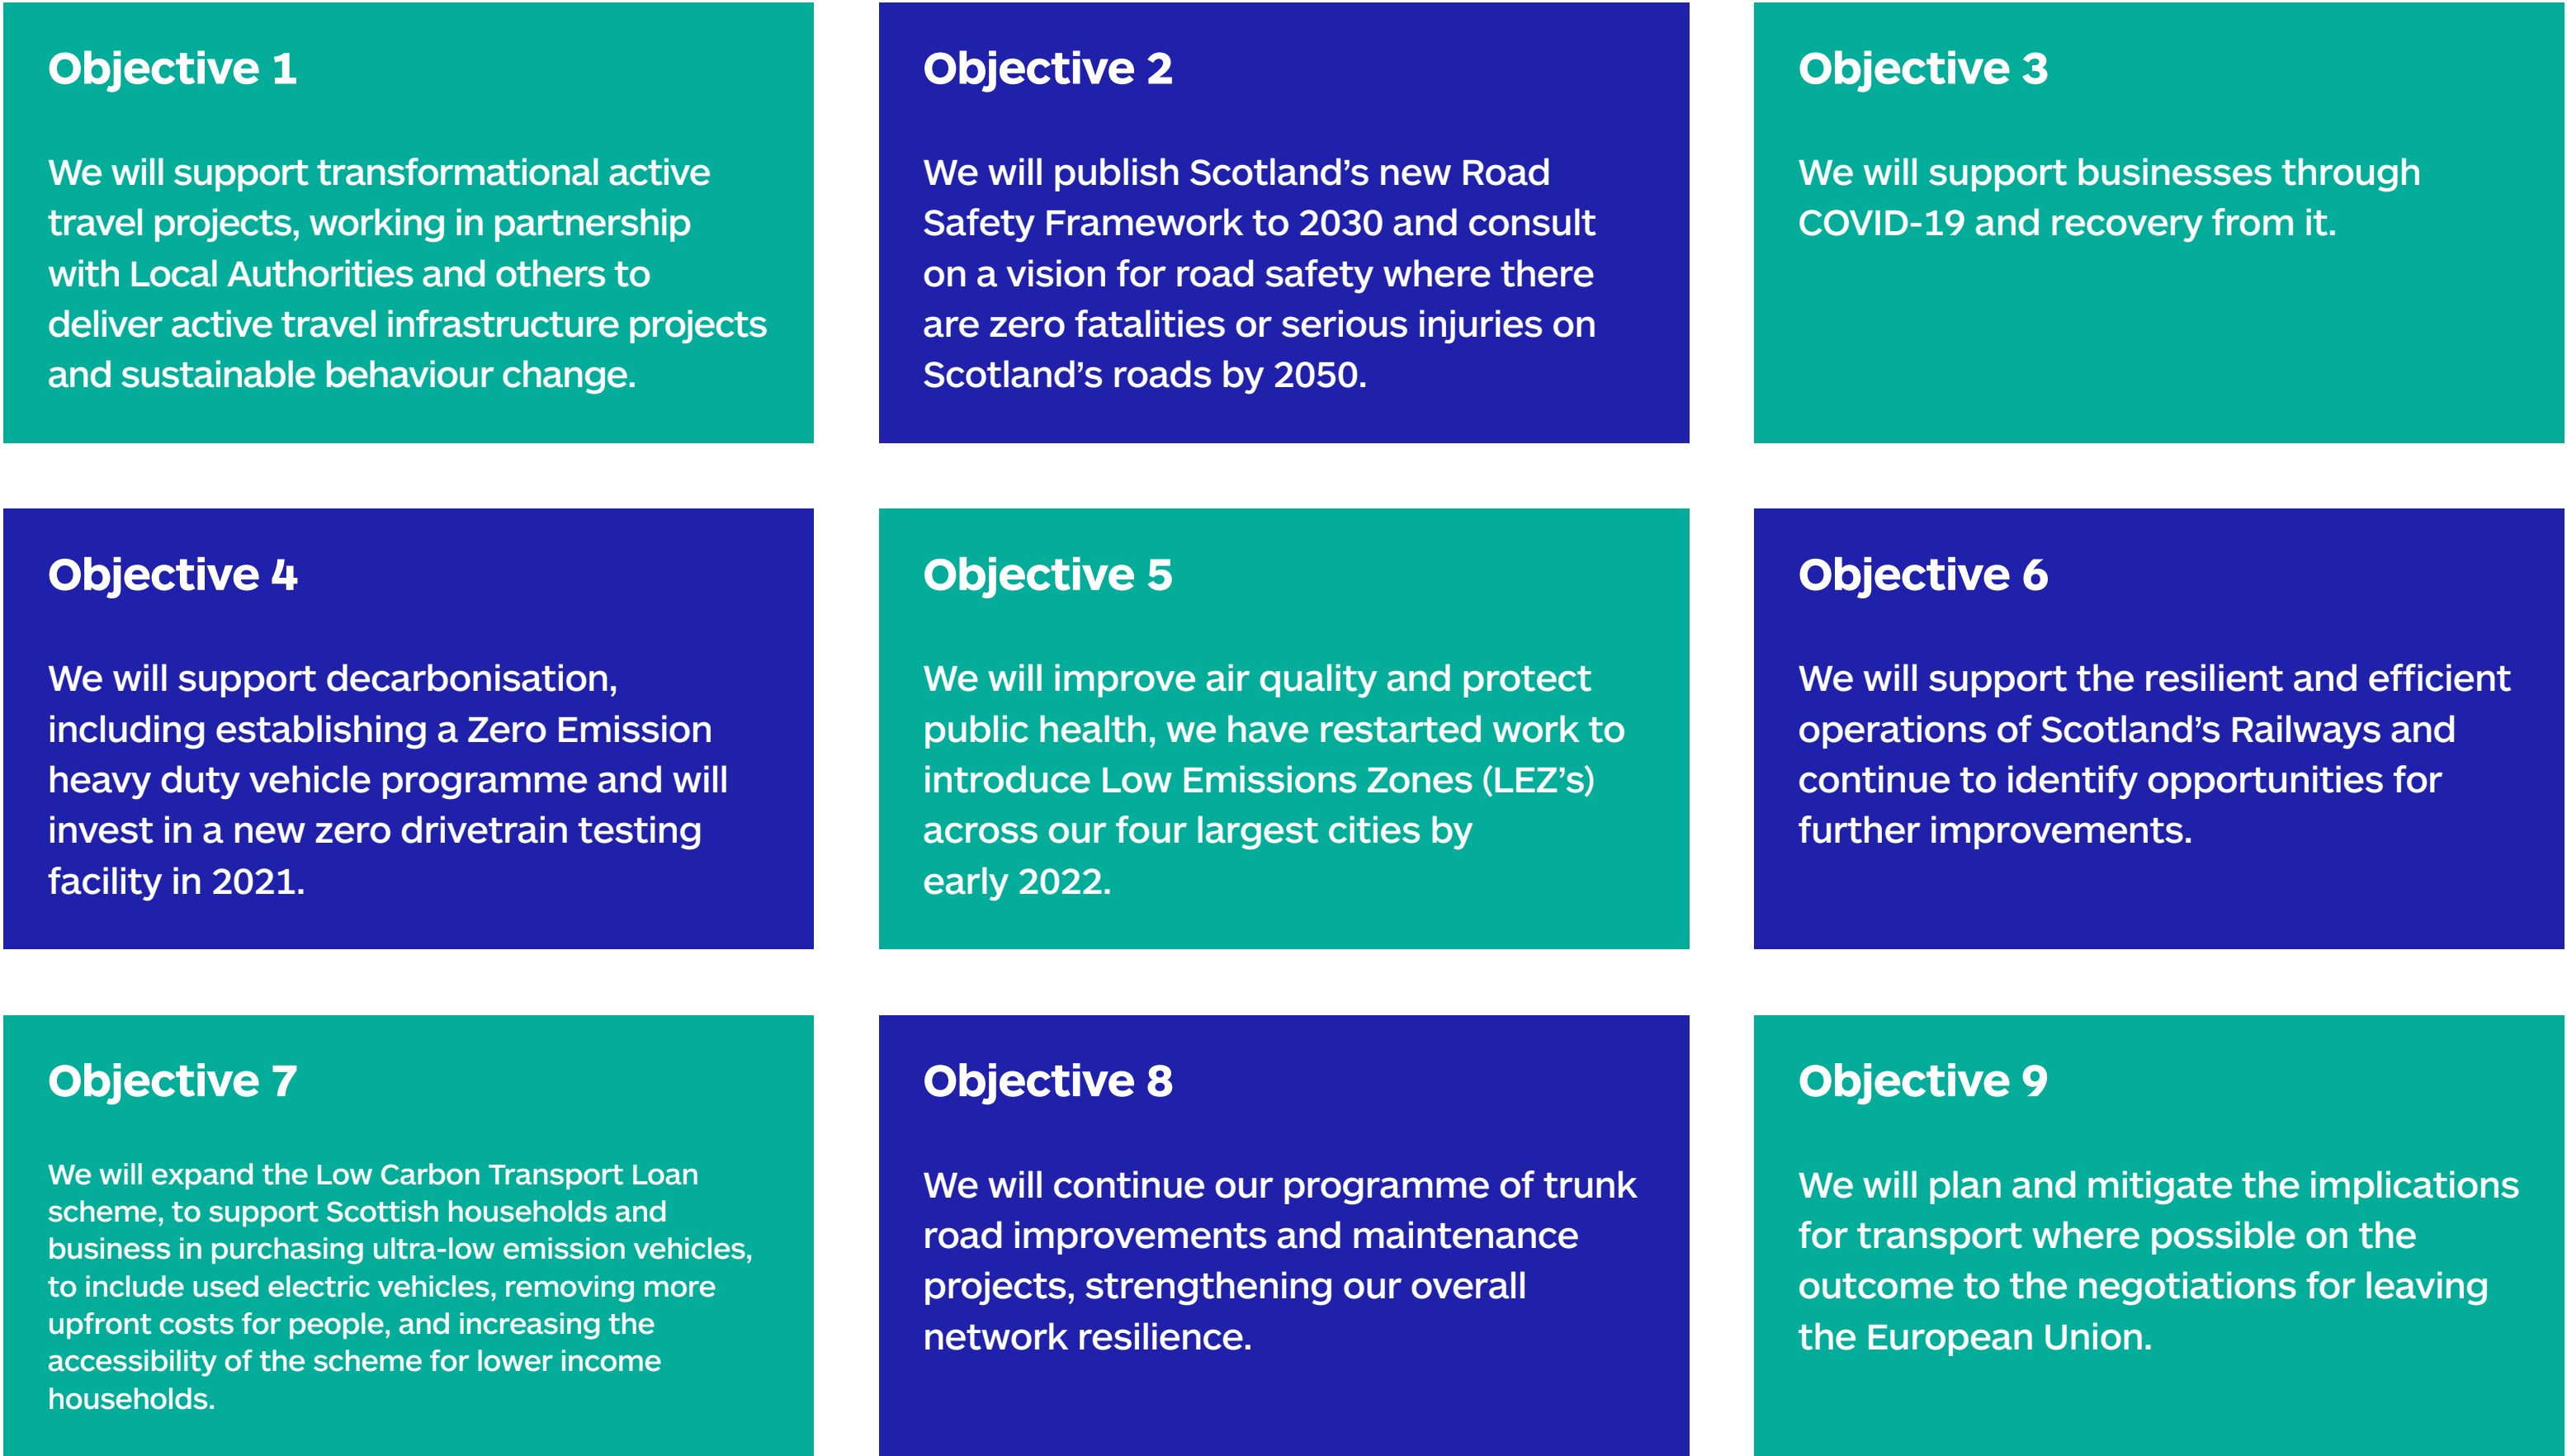 Objective 1
We will support transformational active
travel projects, working in partnership
with Local Authorities and others to
deliver active travel infrastructure projects
and sustainable behaviour change.
Objective 2
We will publish Scotland’s new Road
Safety Framework to 2030 and consult
on a vision for road safety where there
are zero fatalities or serious injuries on
Scotland’s roads by 2050.
Objective 3
We will support businesses through
COVID-19 and recovery from it.
Objective 4
We will support decarbonisation,
including establishing a Zero Emission
heavy duty vehicle programme and will
invest in a new zero drivetrain testing
facility in 2021.
Objective 5
We will improve air quality and protect
public health, we have restarted work to
introduce Low Emissions Zones (LEZ’s)
across our four largest cities by
early 2022.
Objective 6
We will support the resilient and efficient
operations of Scotland’s Railways and
continue to identify opportunities for
further improvements.
Objective 7
We will expand the Low Carbon Transport Loan
scheme, to support Scottish households and
business in purchasing ultra-low emission vehicles,
to include used electric vehicles, removing more
upfront costs for people, and increasing the
accessibility of the scheme for lower income
households.
Objective 8
We will continue our programme of trunk
road improvements and maintenance
projects, strengthening our overall
network resilience.
Objective 9
We will plan and mitigate the implications
for transport where possible on the
outcome to the negotiations for leaving
the European Union.